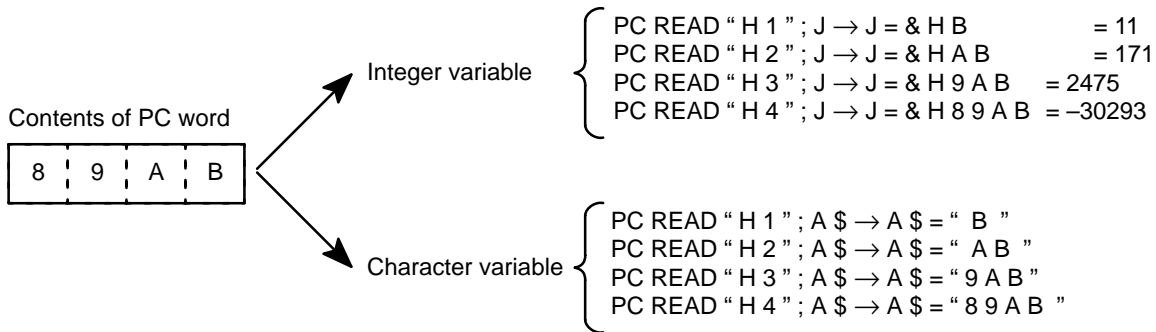 Contents of PC word
8 9 A B
Integer variable
PC READ “ H 1 ” ; J → J = & H B = 11
PC READ “ H 2 ” ; J → J = & H A B = 171
PC READ “ H 3 ” ; J → J = & H 9 A B = 2475
PC READ “ H 4 ” ; J → J = & H 8 9 A B = –30293
Character variable
PC READ “ H 1 ” ; A $ → A $ = “ B ”
PC READ “ H 2 ” ; A $ → A $ = “ A B ”
PC READ “ H 3 ” ; A $ → A $ = “ 9 A B ”
PC READ “ H 4 ” ; A $ → A $ = “ 8 9 A B ”